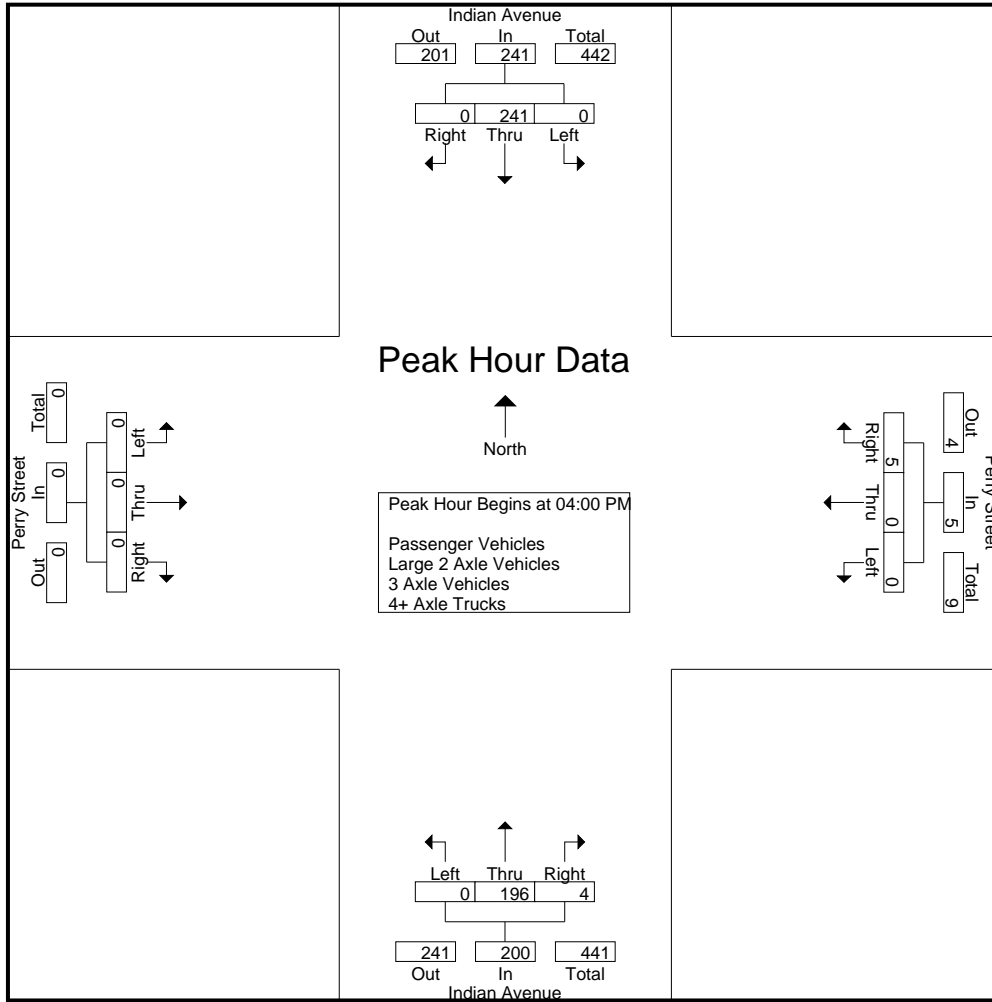 Indian Avenue
Out In Total
201 241 442
0 241 0
Right Thru Left
Peak Hour Data
North
Peak Hour Begins at 04:00 PM
Passenger Vehicles
Large 2 Axle Vehicles
3 Axle Vehicles
4+ Axle Trucks
Perry Street
Out In Total
0 0 0
Right Thru Left
0 0 0
Perry Street
Out In Total
4 5 9
Right Thru Left
5 0 0
Left Thru Right
0 196 4
241 200 441
Out In Total
Indian Avenue